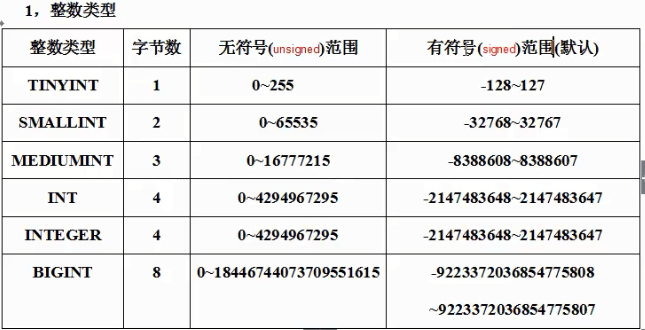 1，整数类型
整数类型 字节数 无符号(unsigned)范围 有符号(signed)范围(默认)
TINYINT 1 0~255 -128~127
SMALLINT 2 0~65535 -32768~32767
MEDIUMINT 3 0~16777215 -8388608~8388607
INT 4 0~4294967295 -2147483648~2147483647
INTEGER 4 0~4294967295 -2147483648~2147483647
BIGINT 8 0~18446744073709551615 -9223372036854775808
~9223372036854775807